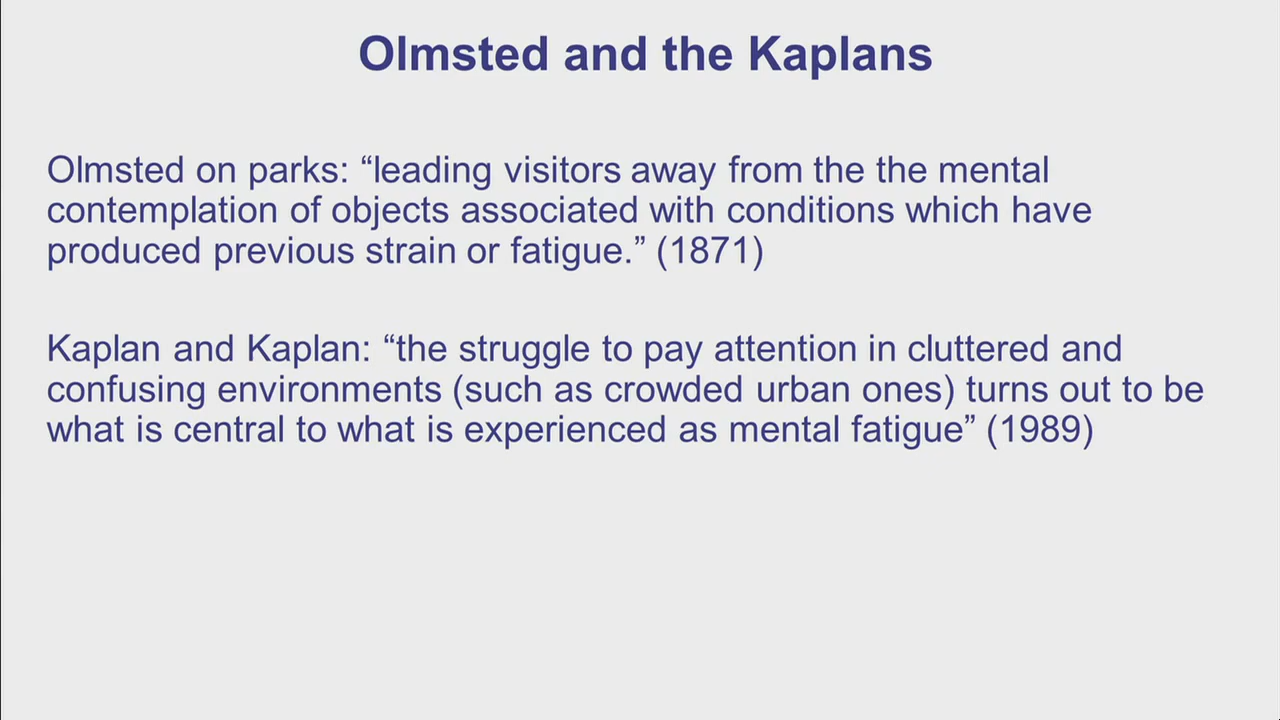 Olmsted and the Kaplans
Olmsted on parks: “leading visitors away from the the mental
contemplation of objects associated with conditions which have
produced previous strain or fatigue.” (1871)
Kaplan and Kaplan: “the struggle to pay attention in cluttered and
confusing environments (such as crowded urban ones) turns out to be
what is central to what is experienced as mental fatigue” (1989)